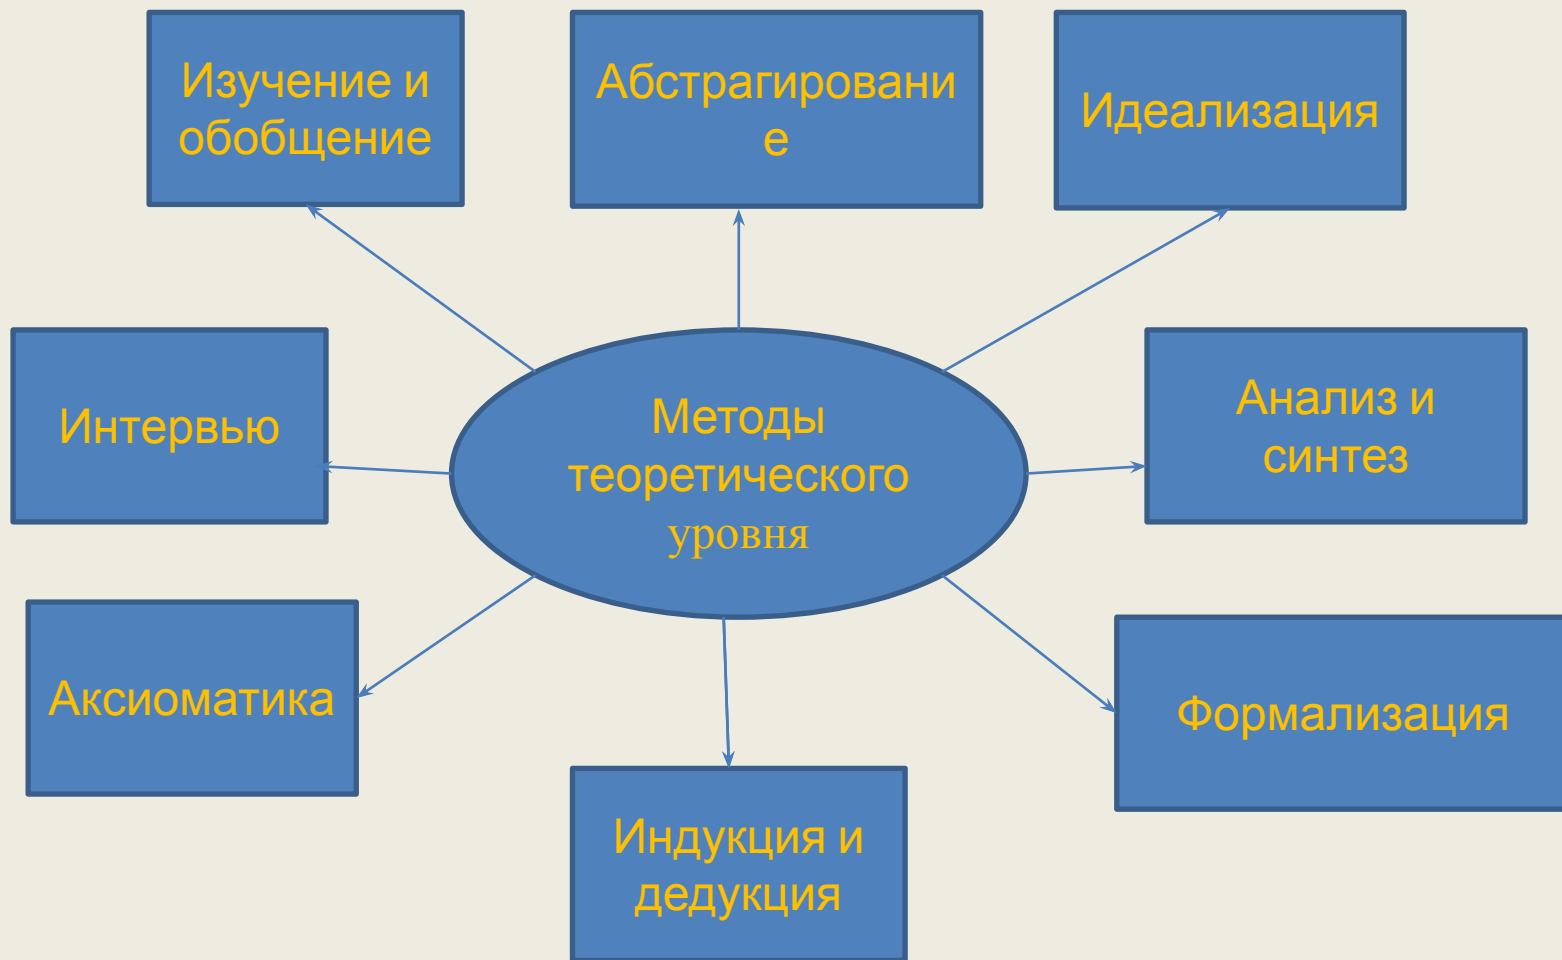 Изучение и
обобщение
Абстрагировани
е
Идеализация
Интервью
Методы
теоретического
уровня
Анализ и
синтез
Аксиоматика
Формализация
Индукция и
дедукция